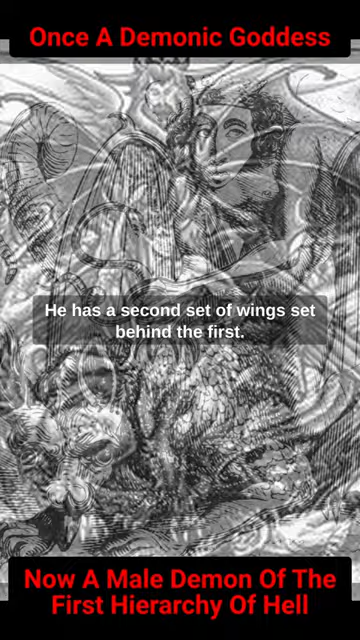 Once A Demonic Goddess
He has a second set of wings set
behind the first.
Now A Male Demon Of The
First Hierarchy Of Hell